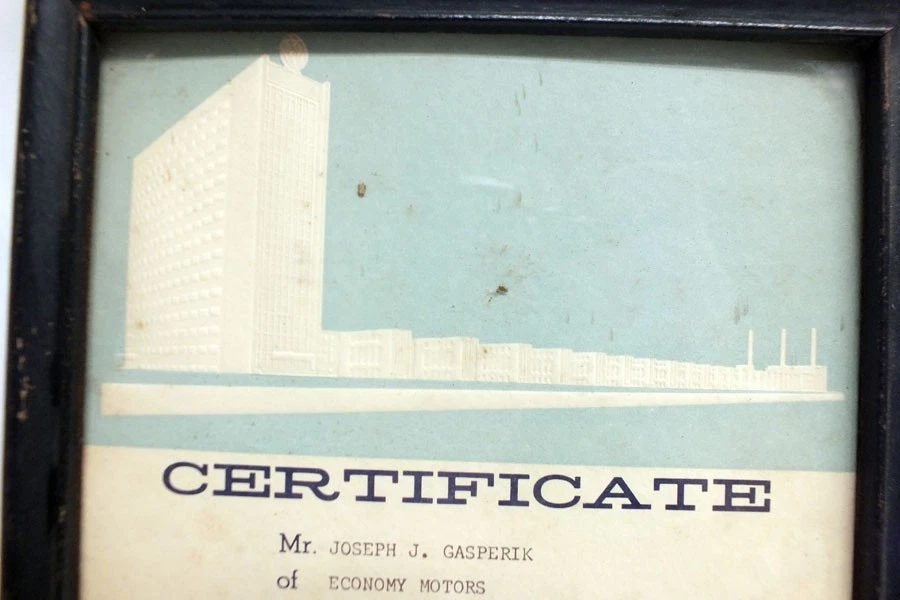 CERTIFICATE
Mr. JOSEPH J. GASPERIK
of ECONOMY MOTORS